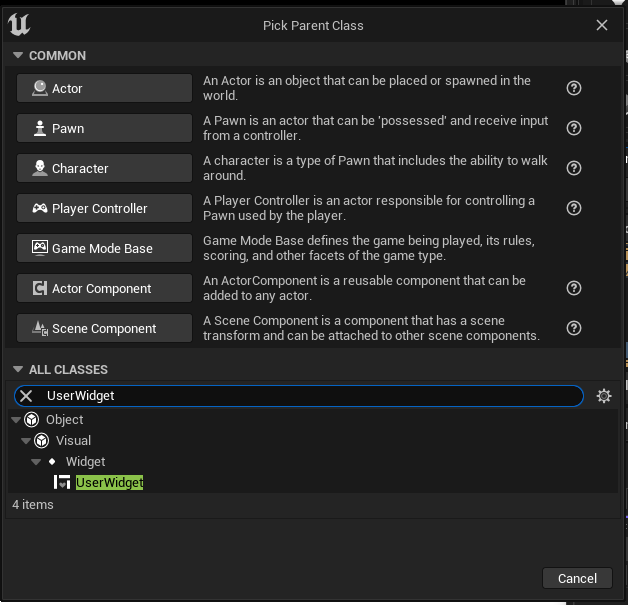 Pick Parent Class
COMMON
Actor
An Actor is an object that can be placed or spawned in the
world.
Pawn
A Pawn is an actor that can be 'possessed' and receive input
from a controller.
Character
A character is a type of Pawn that includes the ability to walk
around.
Player Controller
A Player Controller is an actor responsible for controlling a
Pawn used by the player.
Game Mode Base
Game Mode Base defines the game being played, its rules,
scoring, and other facets of the game type.
Actor Component
An ActorComponent is a reusable component that can be
added to any actor.
Scene Component
A Scene Component is a component that has a scene
transform and can be attached to other scene components.
ALL CLASSES
UserWidget
Object
Visual
Widget
UserWidget
4 items
Cancel